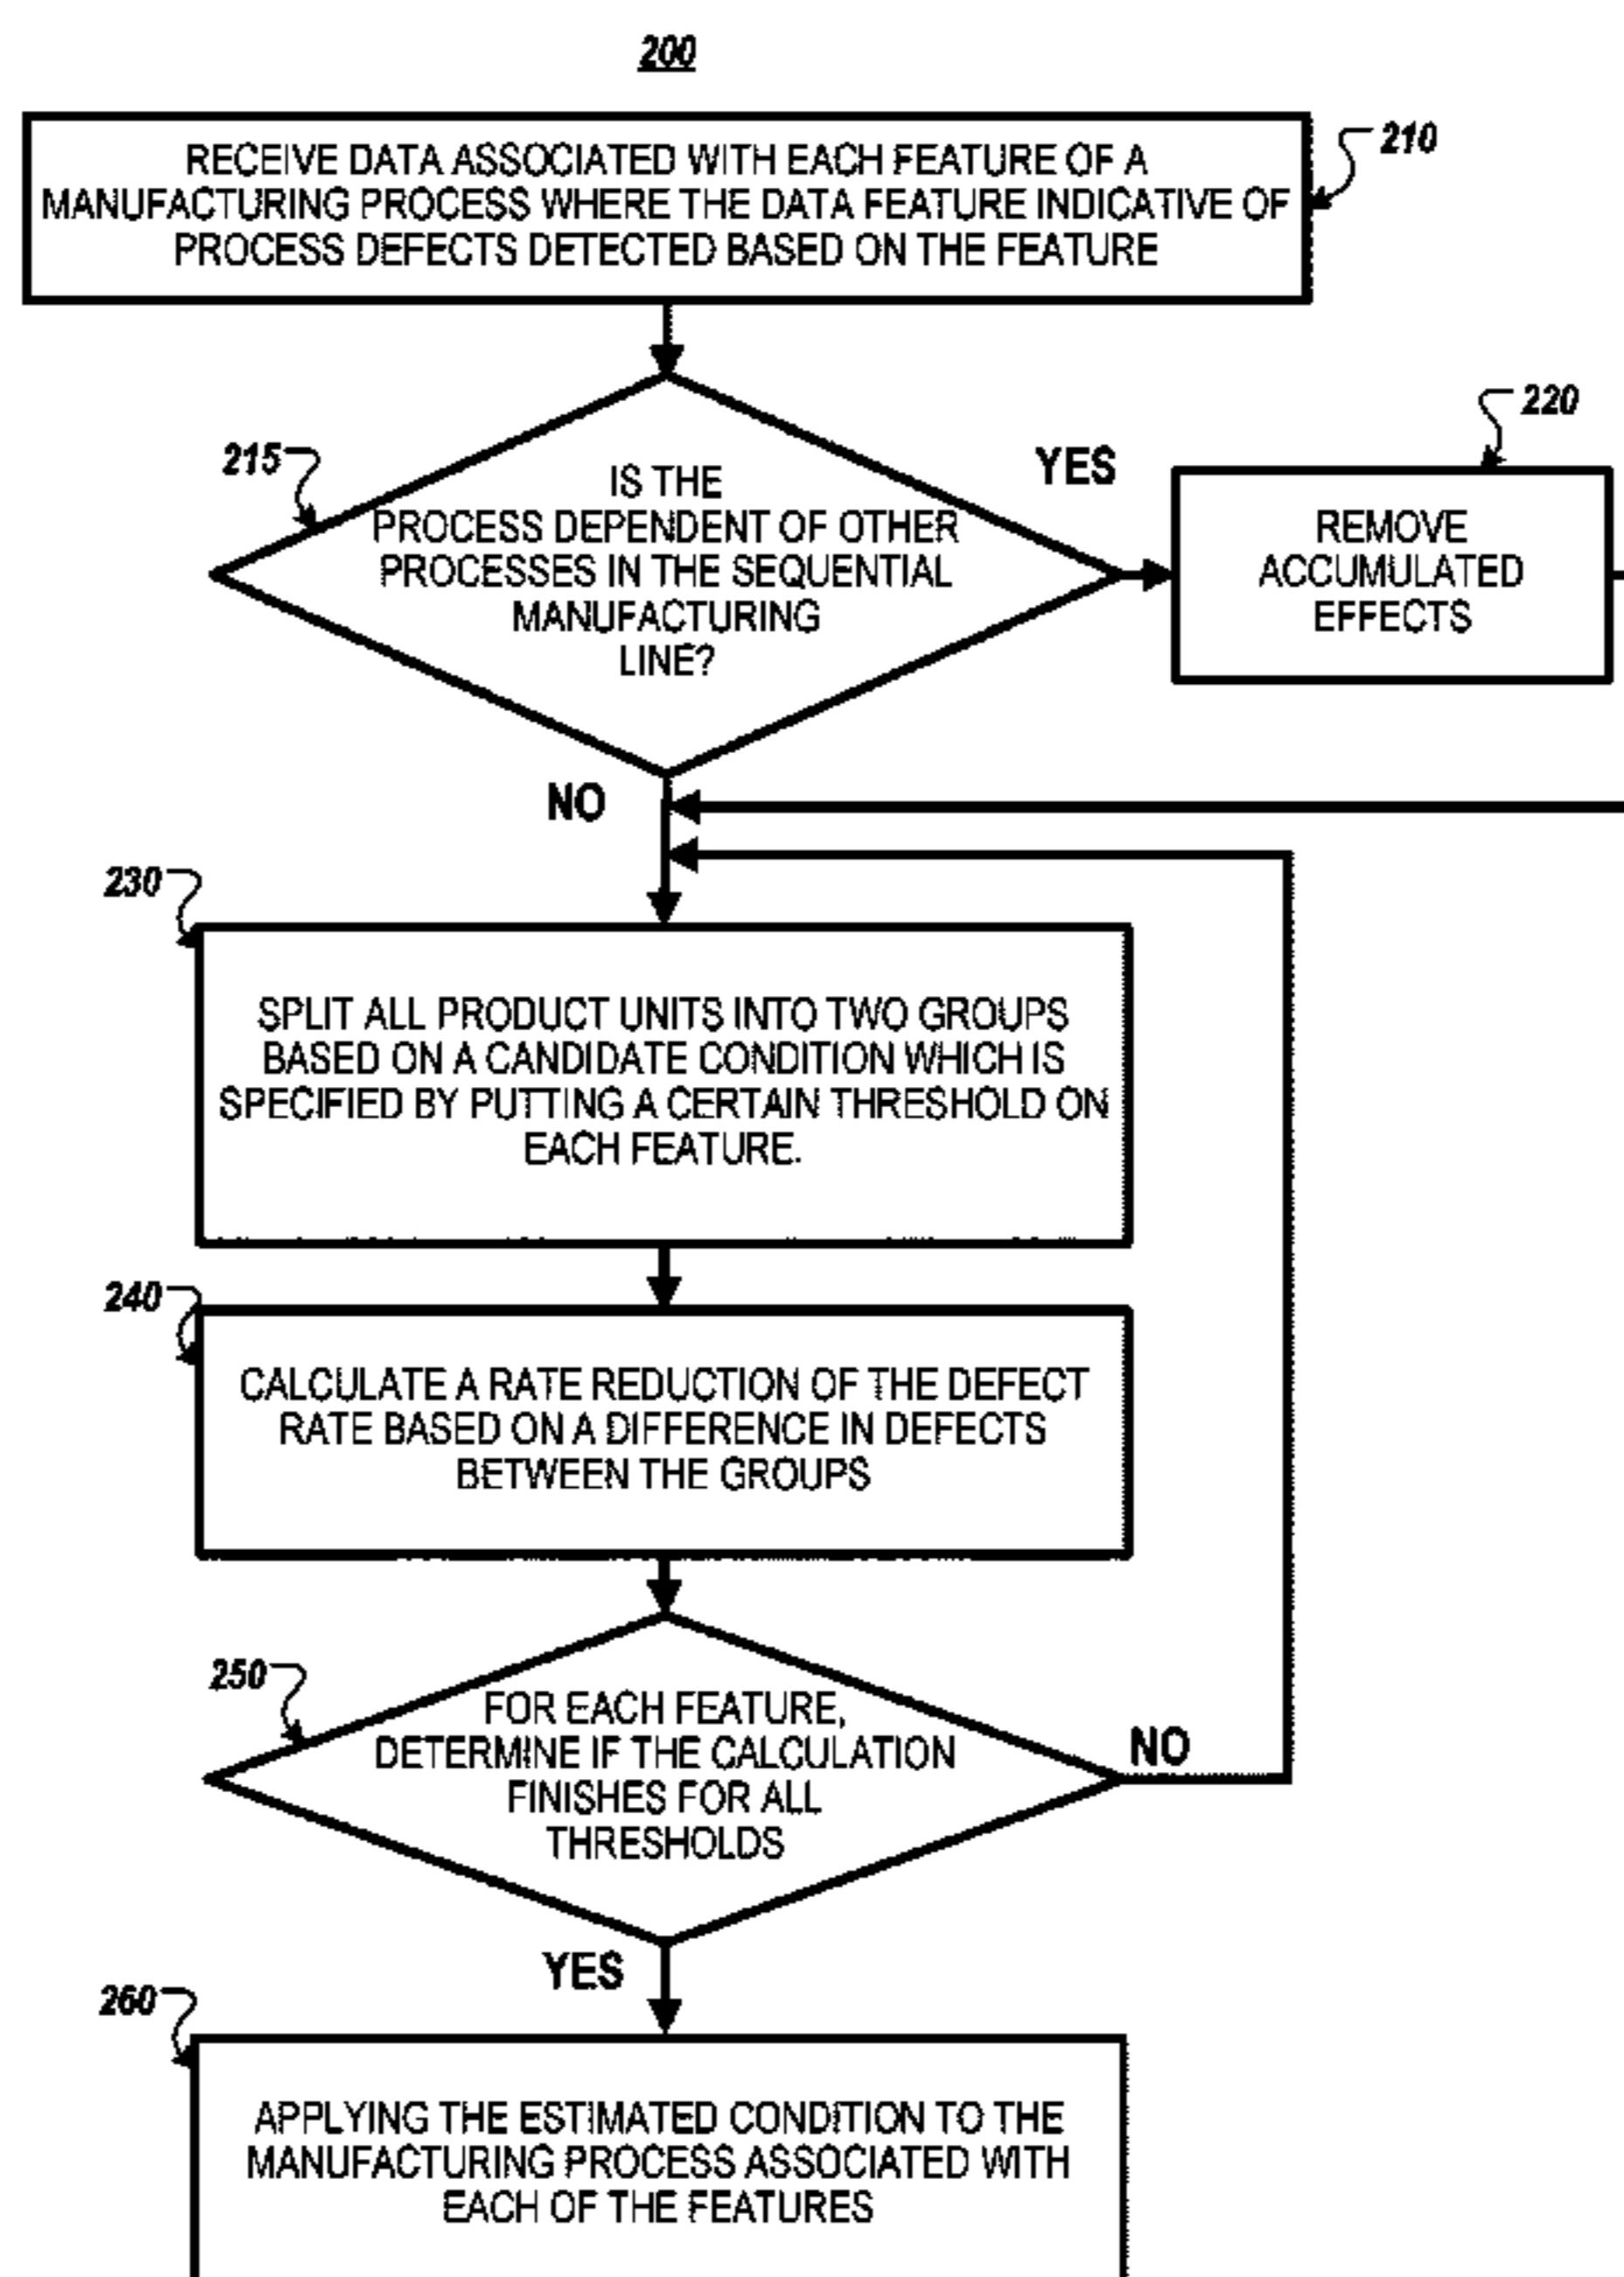 200
RECEIVE DATA ASSOCIATED WITH EACH FEATURE OF A
MANUFACTURING PROCESS WHERE THE DATA FEATURE INDICATIVE OF
PROCESS DEFECTS DETECTED BASED ON THE FEATURE
210
215
IS THE
PROCESS DEPENDENT OF OTHER
PROCESSES IN THE SEQUENTIAL
MANUFACTURING
LINE?
YES
220
REMOVE
ACCUMULATED
EFFECTS
NO
230
SPLIT ALL PRODUCT UNITS INTO TWO GROUPS
BASED ON A CANDIDATE CONDITION WHICH IS
SPECIFIED BY PUTTING A CERTAIN THRESHOLD ON
EACH FEATURE.
240
CALCULATE A RATE REDUCTION OF THE DEFECT
RATE BASED ON A DIFFERENCE IN DEFECTS
BETWEEN THE GROUPS
250
FOR EACH FEATURE,
DETERMINE IF THE CALCULATION
FINISHES FOR ALL
THRESHOLDS
NO
YES
260
APPLYING THE ESTIMATED CONDITION TO THE
MANUFACTURING PROCESS ASSOCIATED WITH
EACH OF THE FEATURES